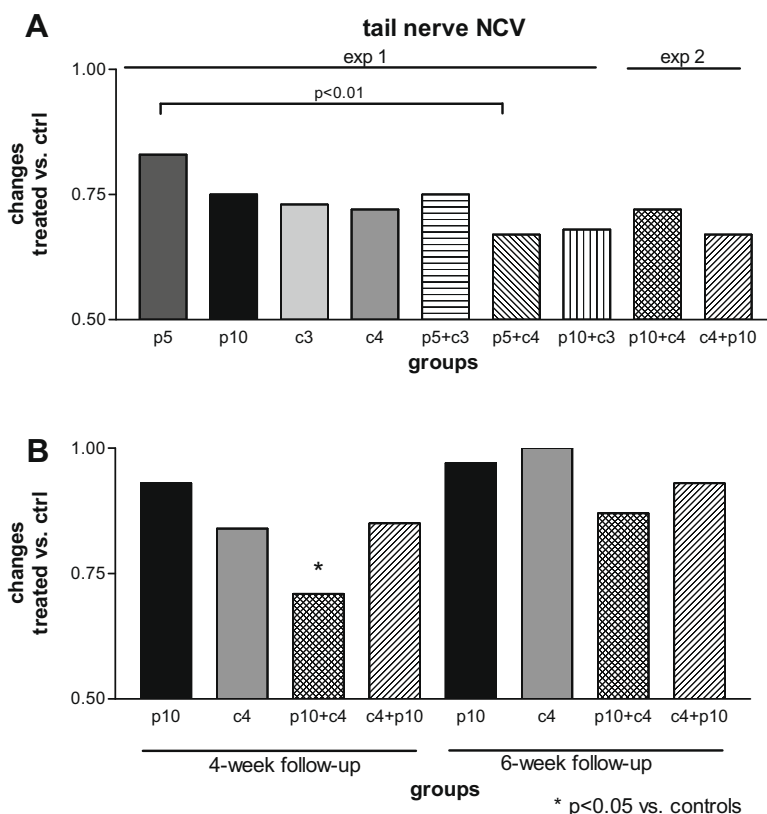 A
tail nerve NCV
exp 1
exp 2
p<0.01
1.00
0.75
0.50
changes
treated vs. ctrl
p5 p10 c3 c4 p5+c3 p5+c4 p10+c3 p10+c4 c4+p10
groups
B
1.00
0.75
0.50
changes
treated vs. ctrl
*
p10 c4 p10+c4 c4+p10 p10 c4 p10+c4 c4+p10
4-week follow-up
6-week follow-up
groups
* p<0.05 vs. controls